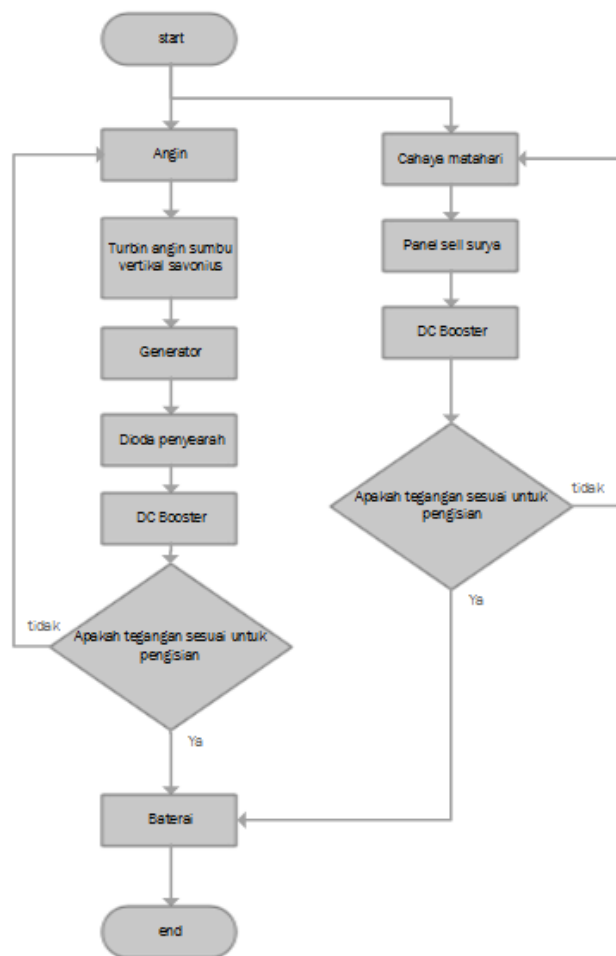 start
Angin
Turbin angin sumbu
vertikal savonius
Generator
Dioda penyearah
DC Booster
Apakah tegangan sesuai untuk
pengisian
tidak
Ya
Baterai
end
Cahaya matahari
Panel sell surya
DC Booster
Apakah tegangan sesuai untuk
pengisian
tidak
Ya